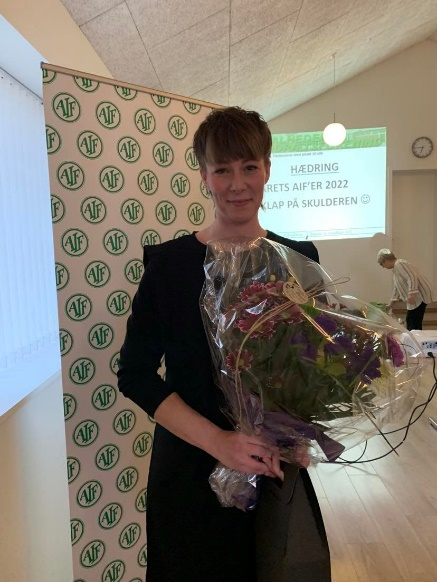 HÆDRING
ÅRETS AIF'ER 2022
KLAP PÅ SKULDEREN ☺
AIF